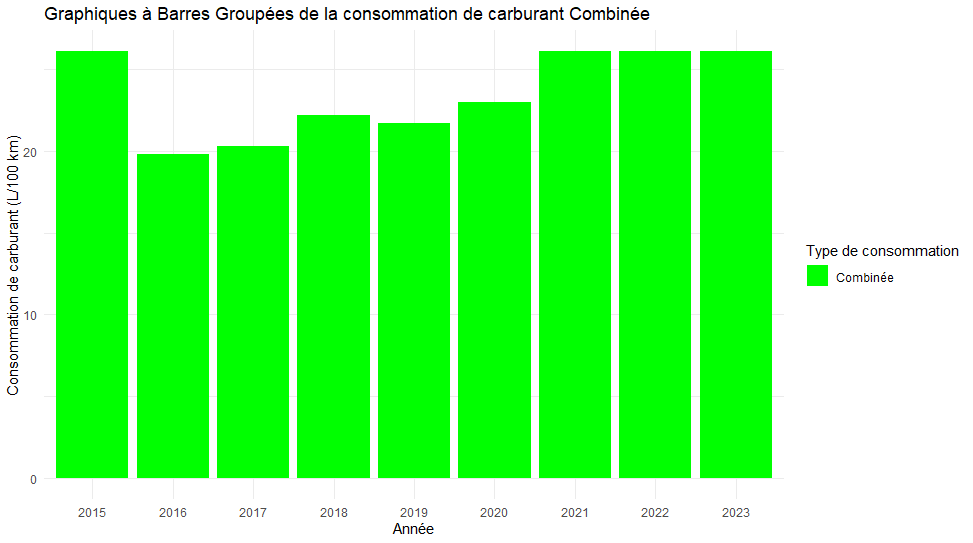 Graphiques à Barres Groupées de la consommation de carburant Combinée
Consommation de carburant (L/100 km)
20
10
0
2015 2016 2017 2018 2019 2020 2021 2022 2023
Année
Type de consommation
Combinée